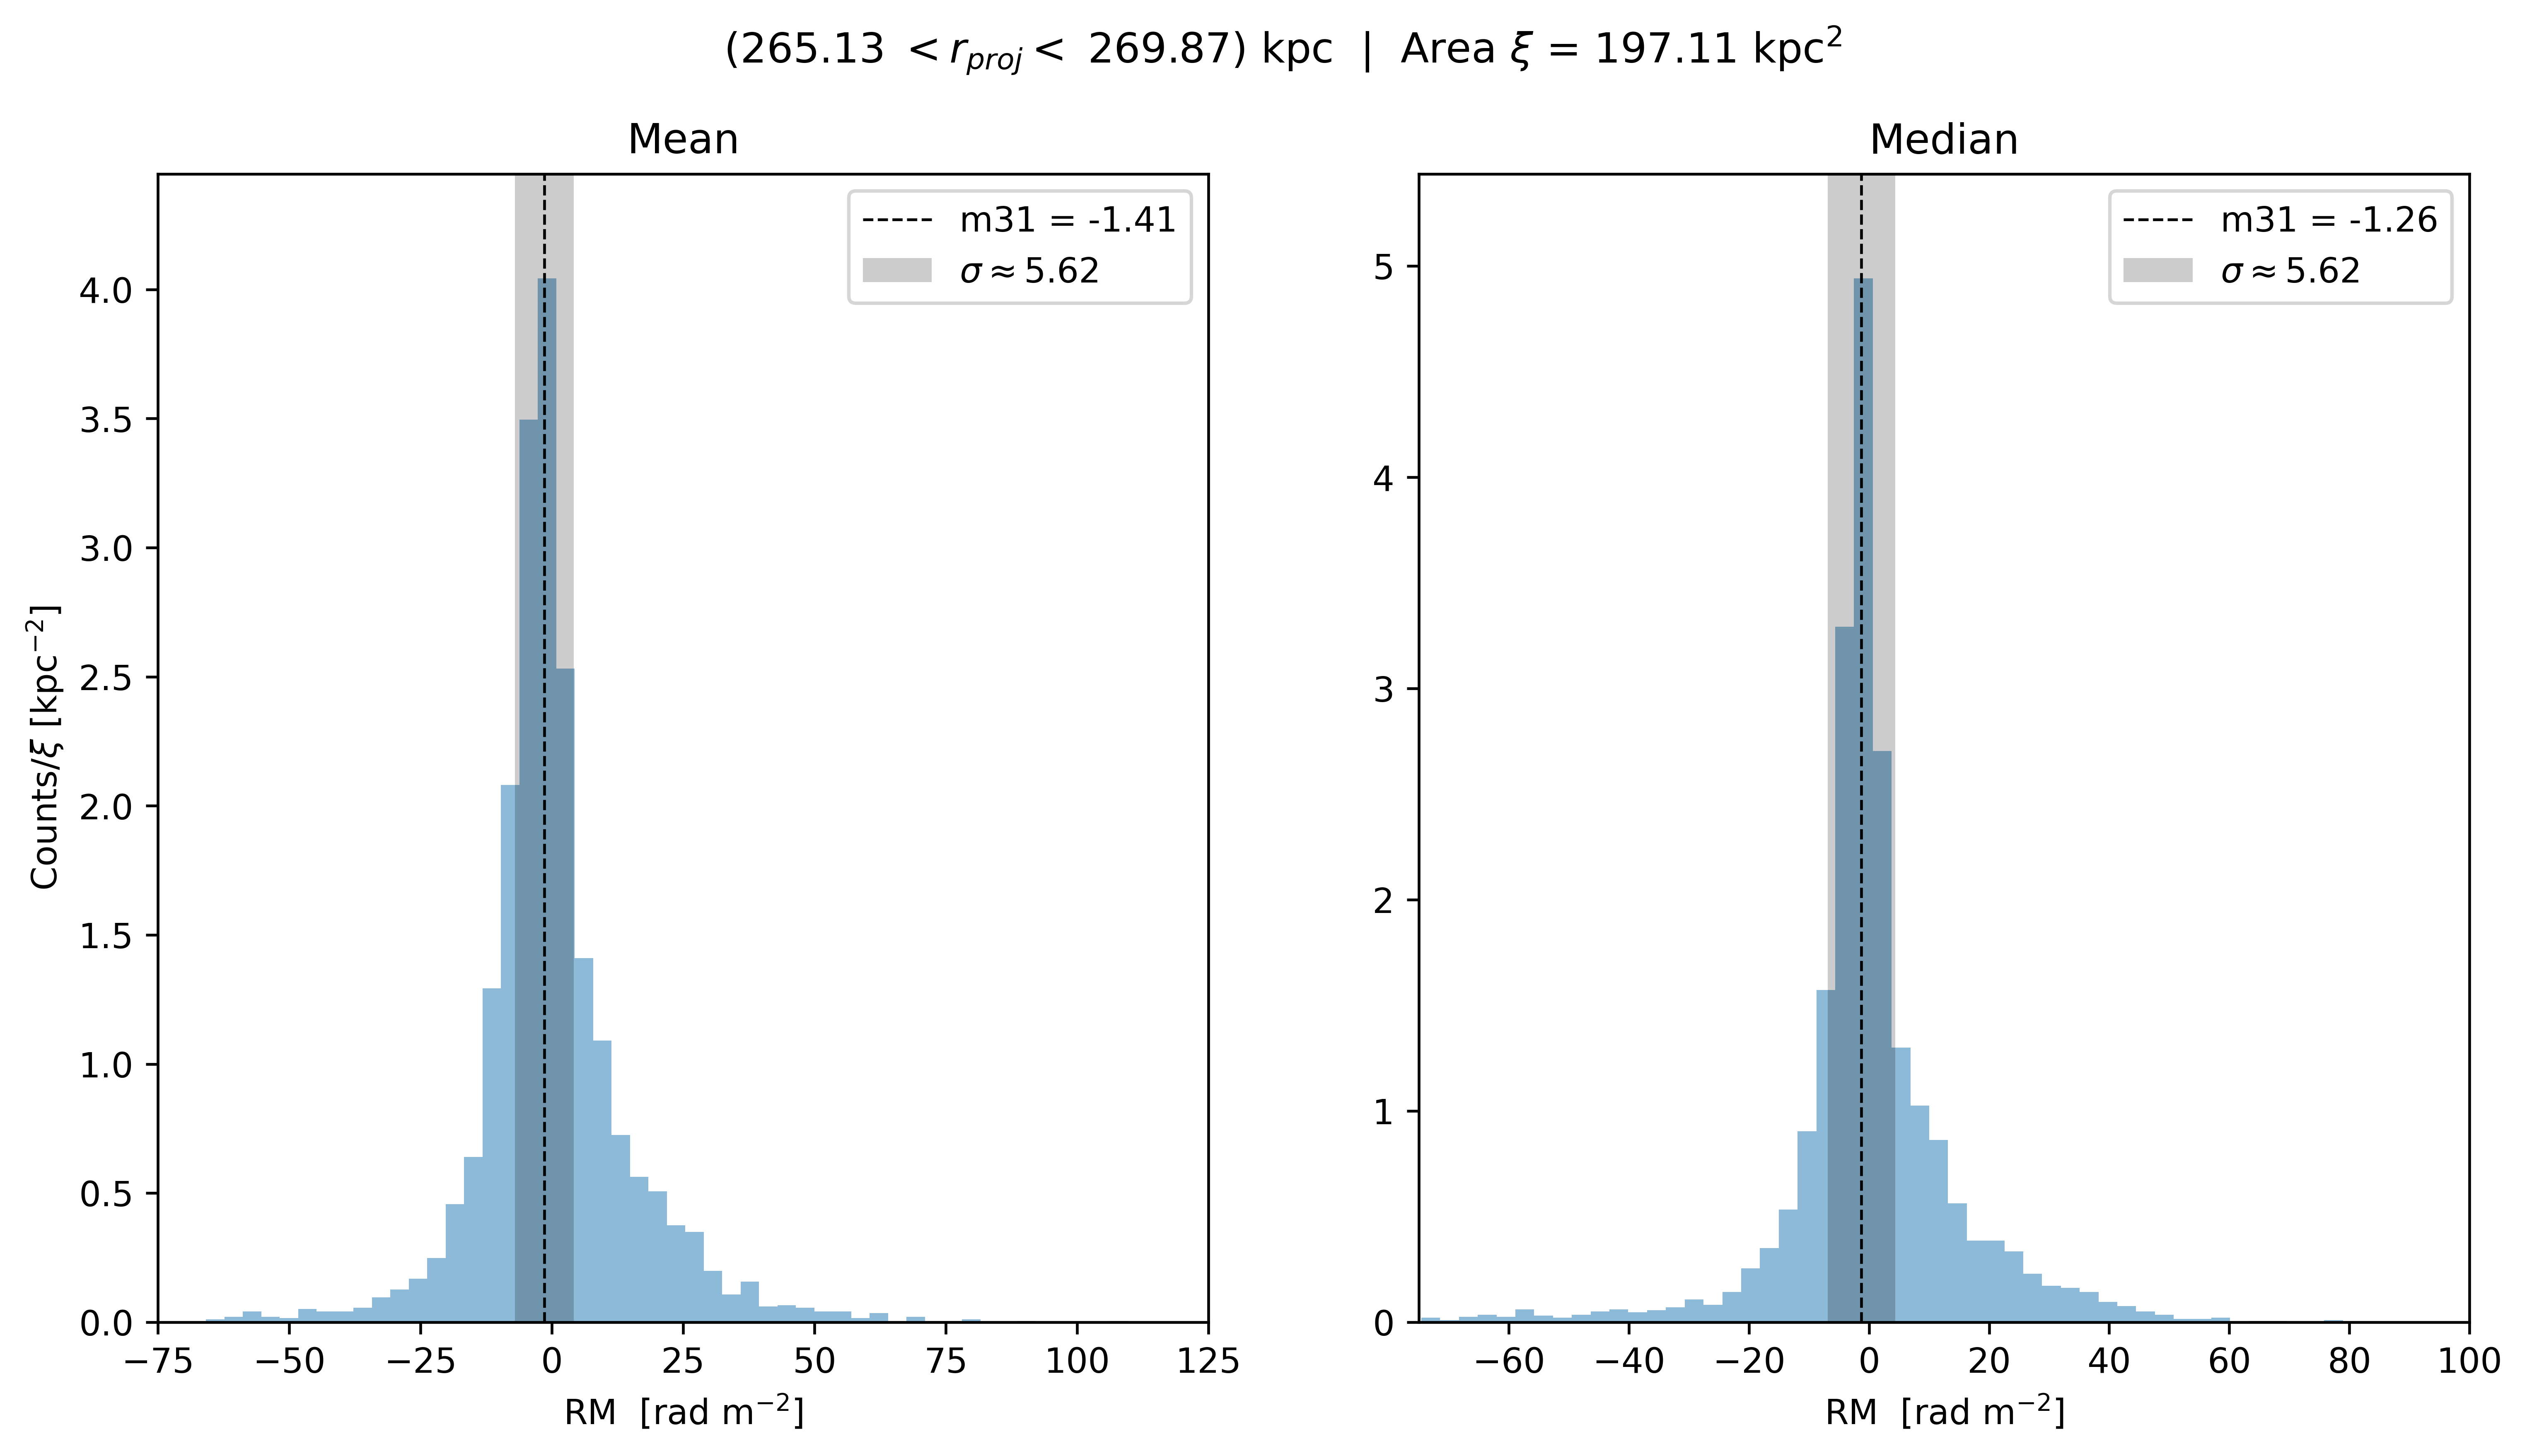 (265.13 < r_proj < 269.87) kpc | Area ξ = 197.11 kpc²
Mean
m31 = -1.41
σ ≈ 5.62
4.0
3.5
3.0
2.5
2.0
1.5
1.0
0.5
0.0
Counts/ξ [kpc⁻²]
−75 −50 −25 0 25 50 75 100 125
RM [rad m⁻²]
Median
m31 = -1.26
σ ≈ 5.62
5
4
3
2
1
0
−60 −40 −20 0 20 40 60 80 100
RM [rad m⁻²]